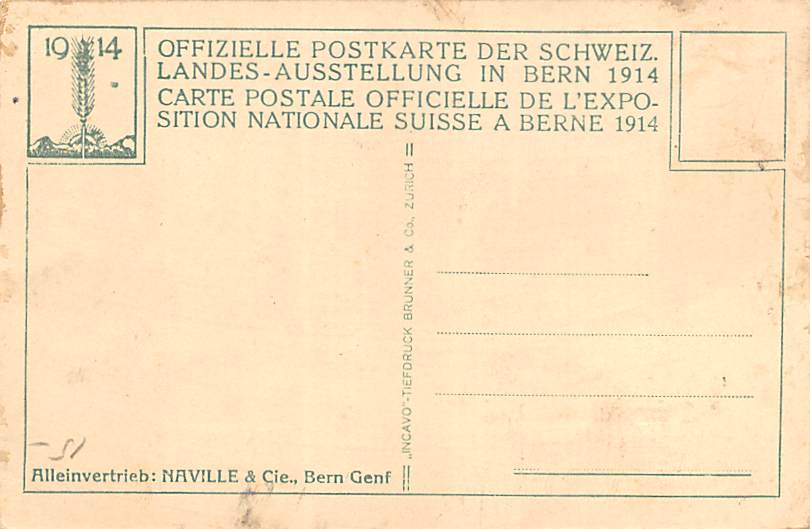 1914
OFFIZIELLE POSTKARTE DER SCHWEIZ.
LANDES-AUSSTELLUNG IN BERN 1914
CARTE POSTALE OFFICIELLE DE L'EXPO-
SITION NATIONALE SUISSE A BERNE 1914
„INCAVO"-TIEFDRUCK BRUNNER & Co., ZÜRICH
Alleinvertrieb: NAVILLE & Cie., Bern Genf